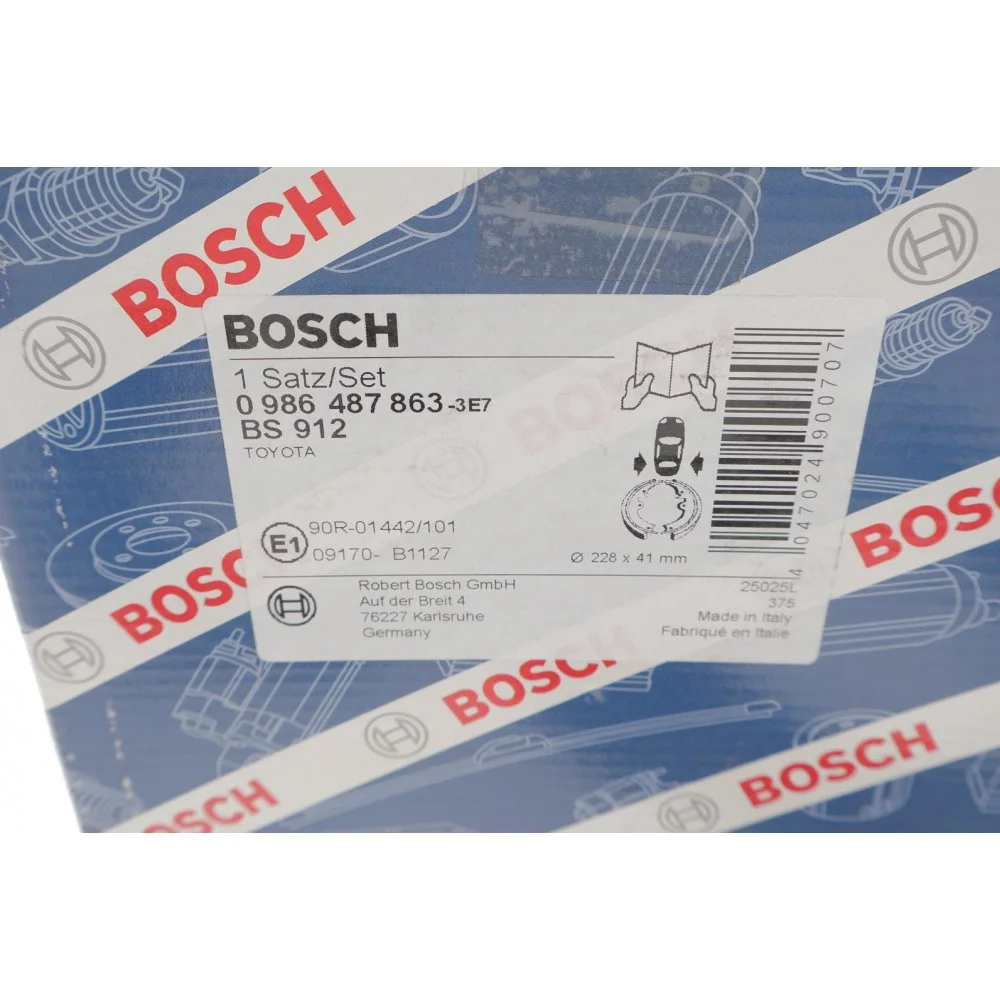 BOSCH
BOSCH
1 Satz/Set
0 986 487 863 -3E7
BS 912
TOYOTA
E1
90R-01442/101
09170- B1127
Ø 228 x 41 mm
4 047024 900707
Robert Bosch GmbH
Auf der Breit 4
76227 Karlsruhe
Germany
25025L
375
Made in Italy
Fabriqué en Italie
BOSCH
BOSCH
BOSCH
BOSCH
BOSCH
OSCH